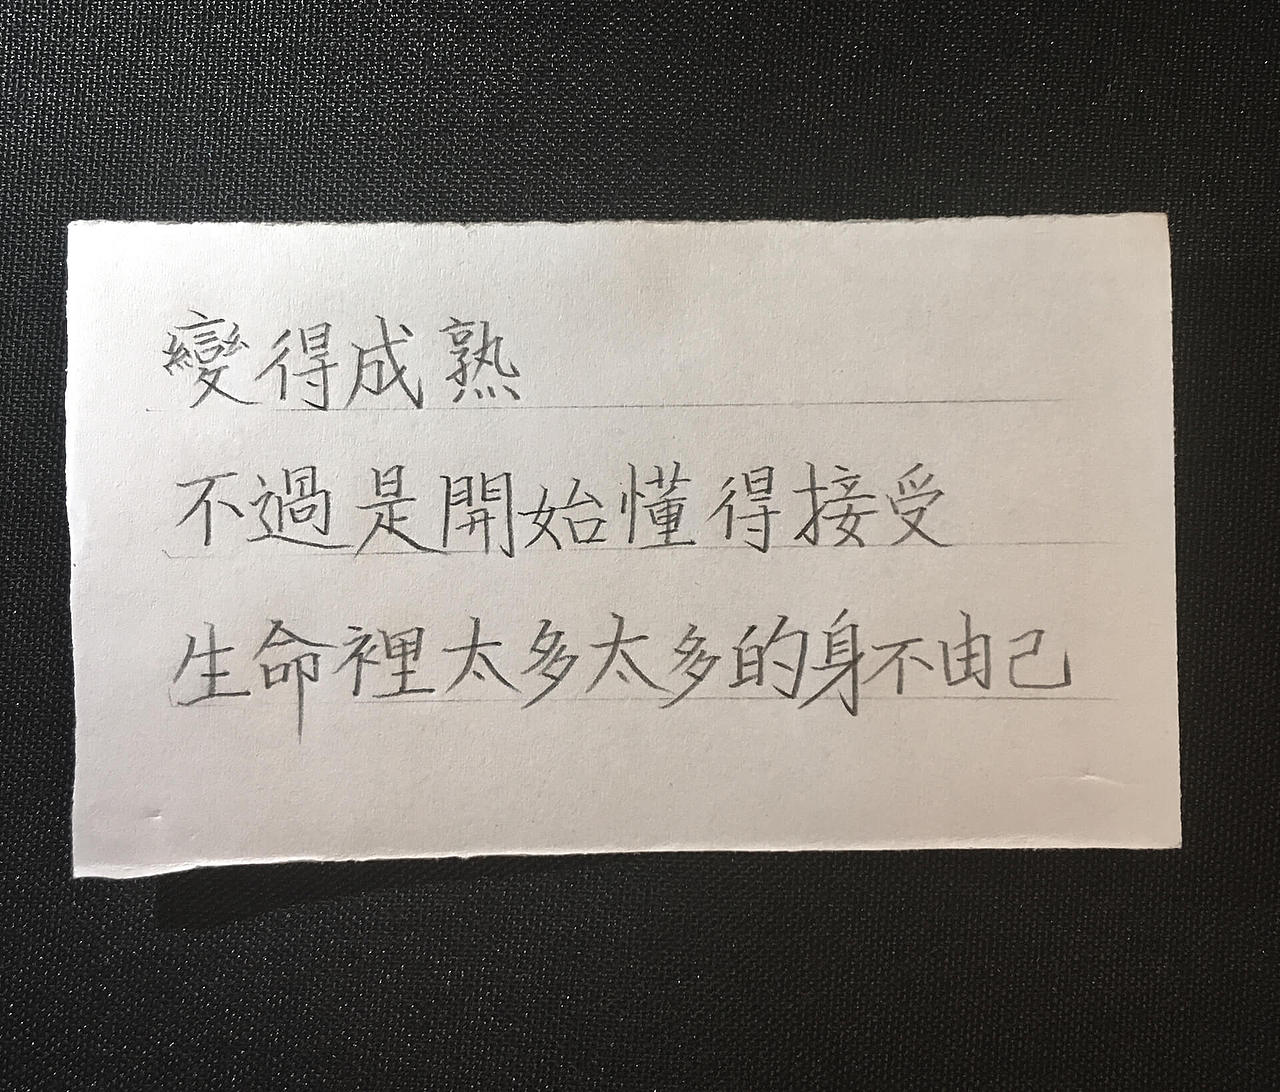 變得成熟
不過是開始懂得接受
生命裡太多太多的身不由己